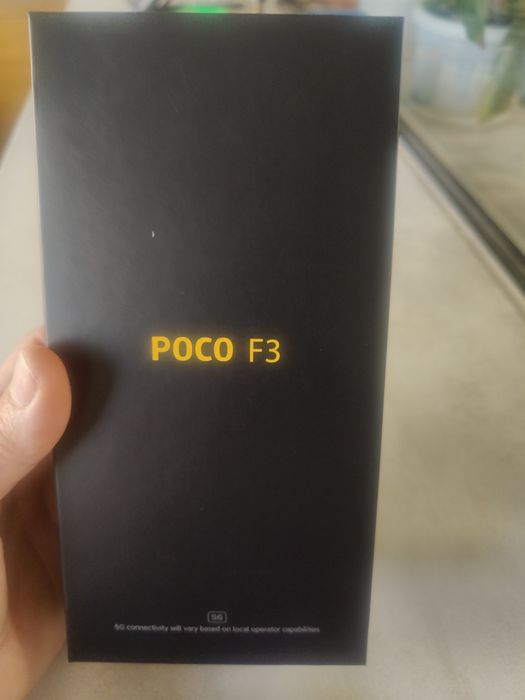 POCO F3
5G
5G connectivity will vary based on local operator capabilities